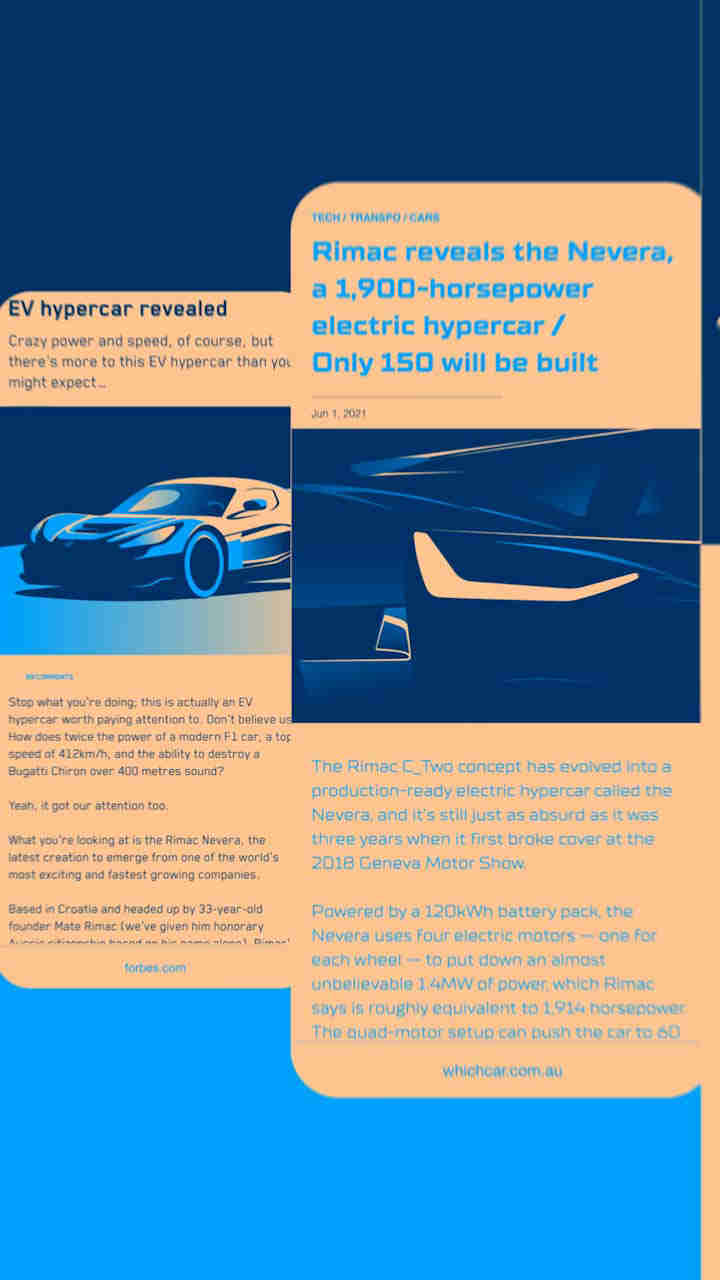 EV hypercar revealed
Crazy power and speed, of course, but
there's more to this EV hypercar than you
might expect...
Stop what you're doing; this is actually an EV
hypercar worth paying attention to. Don't believe us
How does twice the power of a modern F1 car, a top
speed of 412km/h, and the ability to destroy a
Bugatti Chiron over 400 metres sound?
Yeah, it got our attention too.
What you're looking at is the Rimac Nevera, the
latest creation to emerge from one of the world's
most exciting and fastest growing companies.
Based in Croatia and headed up by 33-year-old
founder Mate Rimac (we've given him honorary
Aussie citizenship based on his name alone), Rimac'
forbes.com
TECH / TRANSPO / CARS
Rimac reveals the Nevera,
a 1,900-horsepower
electric hypercar /
Only 150 will be built
Jun 1, 2021
The Rimac C_Two concept has evolved into a
production-ready electric hypercar called the
Nevera, and it's still just as absurd as it was
three years when it first broke cover at the
2018 Geneva Motor Show.
Powered by a 120kWh battery pack, the
Nevera uses four electric motors — one for
each wheel — to put down an almost
unbelievable 1.4MW of power, which Rimac
says is roughly equivalent to 1,914 horsepower.
The quad-motor setup can push the car to 60
whichcar.com.au